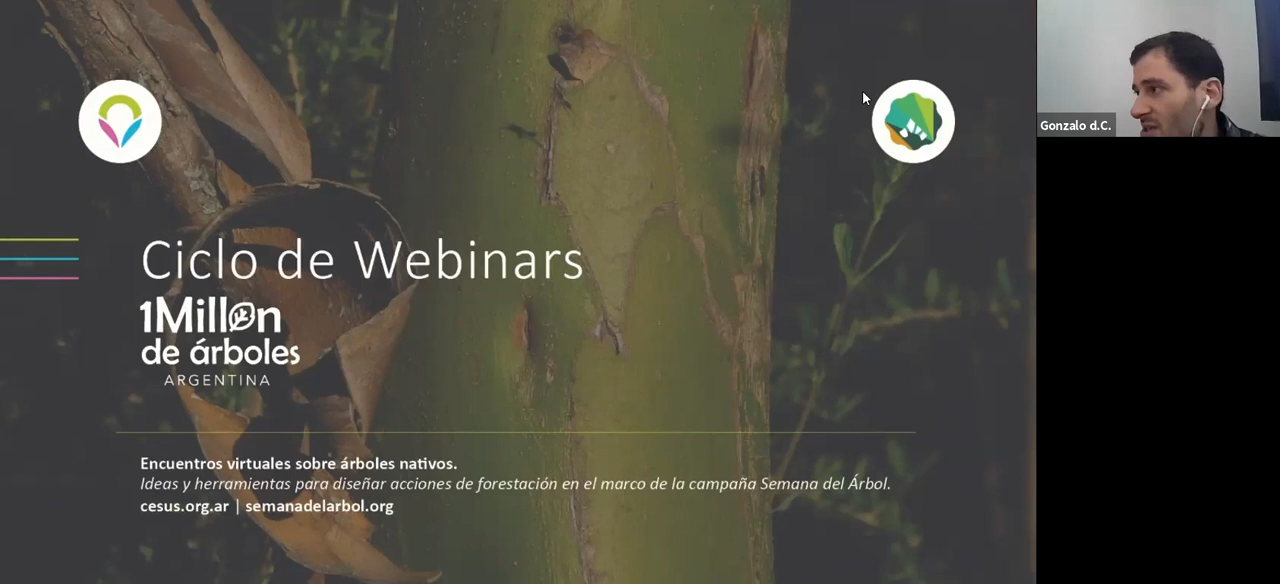 Ciclo de Webinars
1Millon
de árboles
ARGENTINA
Encuentros virtuales sobre árboles nativos.
Ideas y herramientas para diseñar acciones de forestación en el marco de la campaña Semana del Árbol.
cesus.org.ar | semanadelarbol.org
Gonzalo d.C.